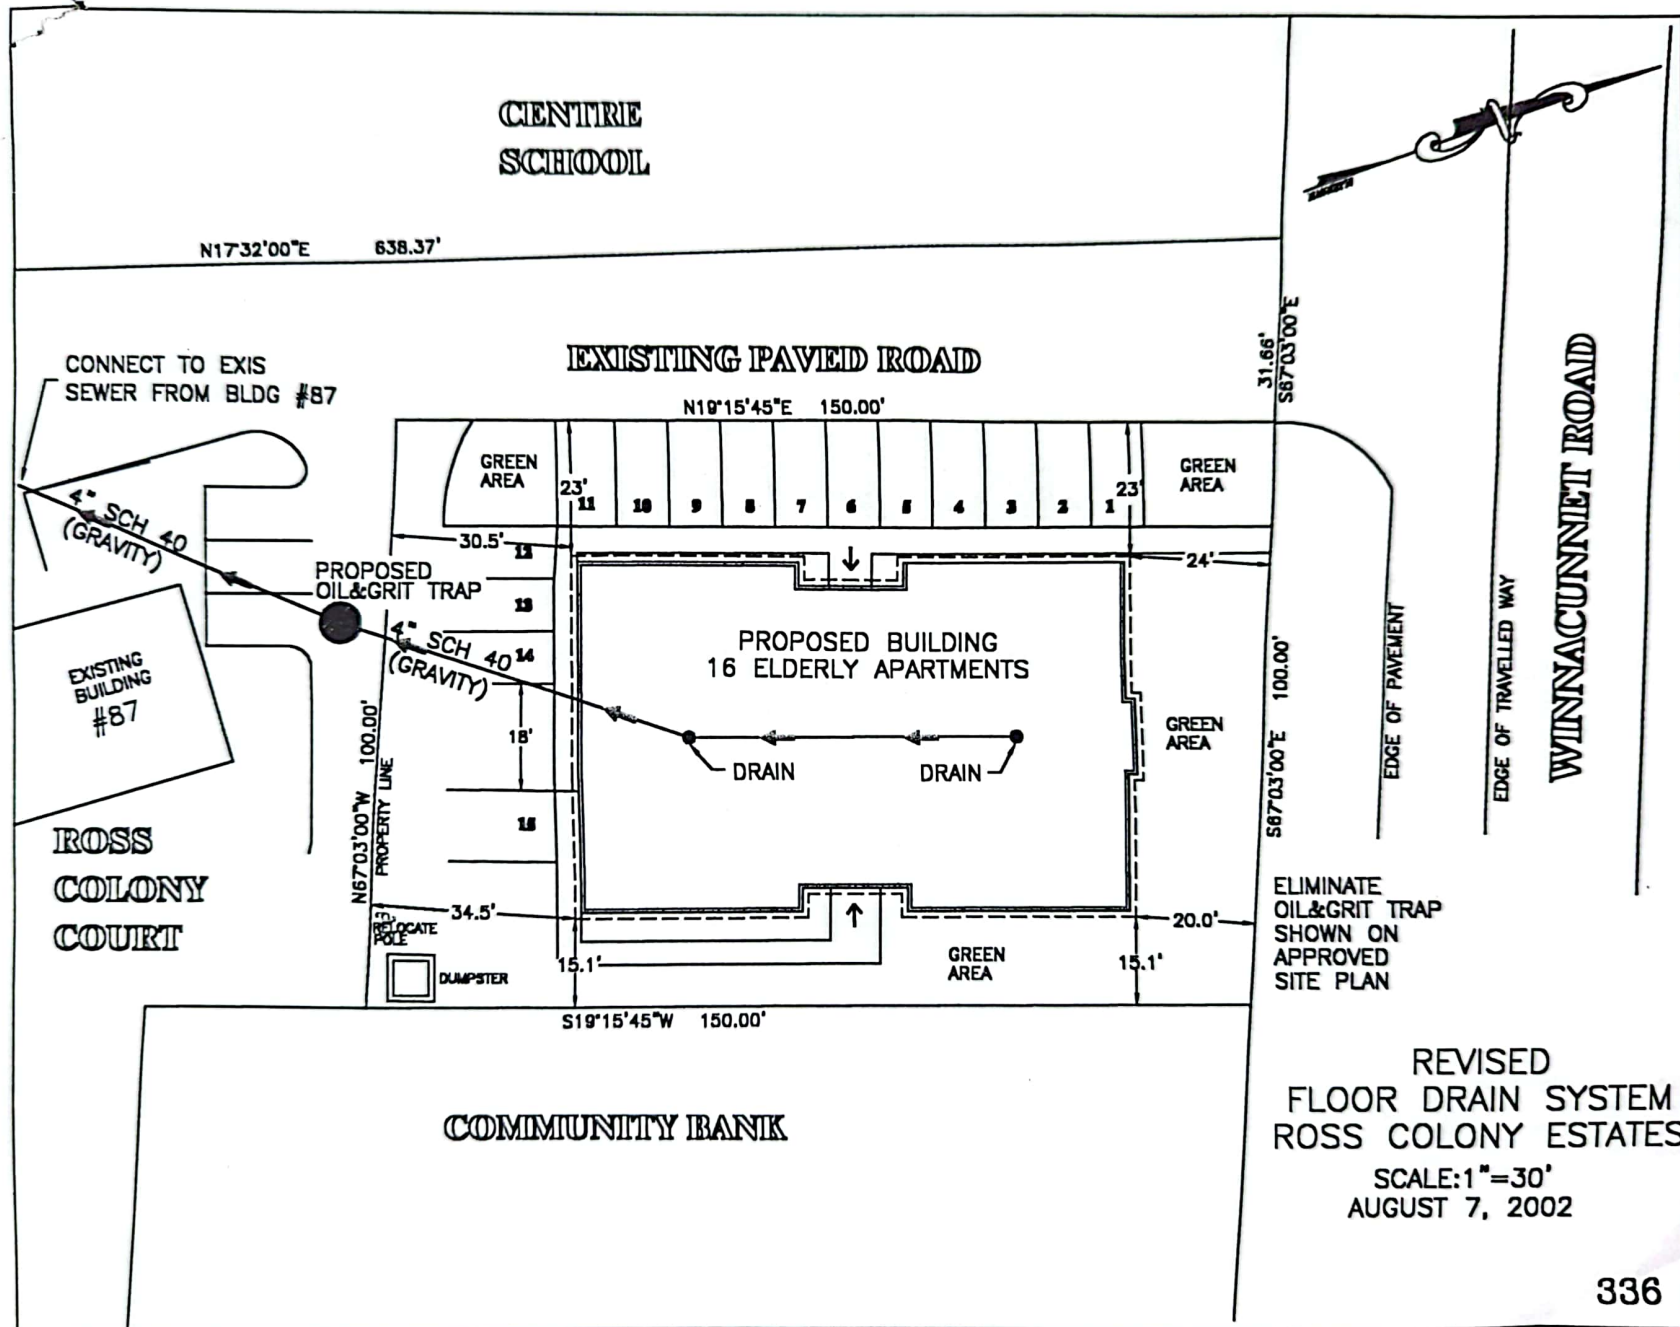 CENTRE
SCHOOL
N17°32'00"E 638.37'
CONNECT TO EXIS
SEWER FROM BLDG #87
EXISTING PAVED ROAD
N19°15'45"E 150.00'
31.66'
S67°03'00"E
GREEN
AREA
23'
11 10 9 8 7 6 5 4 3 2 1
23'
GREEN
AREA
4" SCH 40
(GRAVITY)
30.5'
12
24'
PROPOSED
OIL&GRIT TRAP
13
4" SCH 40
(GRAVITY)
14
PROPOSED BUILDING
16 ELDERLY APARTMENTS
EXISTING
BUILDING
#87
18'
DRAIN
DRAIN
GREEN
AREA
15
N67°03'00"W 100.00'
PROPERTY LINE
S67°03'00"E 100.00'
EDGE OF PAVEMENT
EDGE OF TRAVELLED WAY
WINNACUNNET ROAD
ROSS
COLONY
COURT
34.5'
RELOCATE
POLE
20.0'
DUMPSTER
15.1'
GREEN
AREA
15.1'
ELIMINATE
OIL&GRIT TRAP
SHOWN ON
APPROVED
SITE PLAN
S19°15'45"W 150.00'
COMMUNITY BANK
REVISED
FLOOR DRAIN SYSTEM
ROSS COLONY ESTATES
SCALE:1"=30'
AUGUST 7, 2002
336